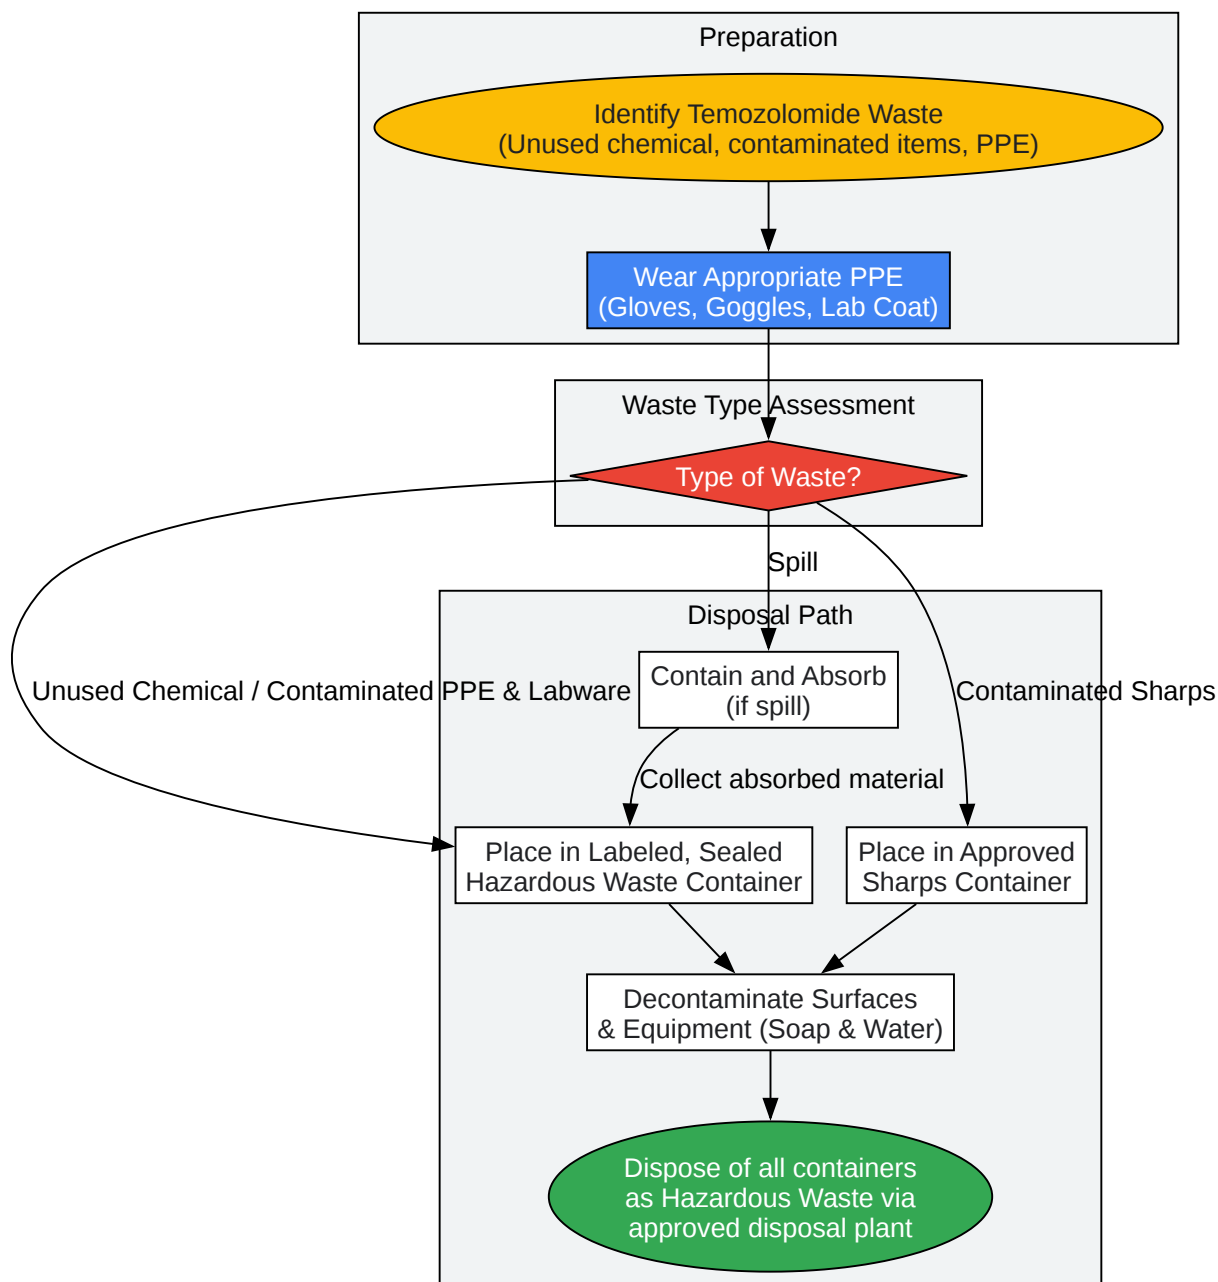 Preparation
Identify Temozolomide Waste
(Unused chemical, contaminated items, PPE)
Wear Appropriate PPE
(Gloves, Goggles, Lab Coat)
Waste Type Assessment
Type of Waste?
Spill
Disposal Path
Unused Chemical / Contaminated PPE & Labware
Contain and Absorb
(if spill)
Contaminated Sharps
Collect absorbed material
Place in Labeled, Sealed
Hazardous Waste Container
Place in Approved
Sharps Container
Decontaminate Surfaces
& Equipment (Soap & Water)
Dispose of all containers
as Hazardous Waste via
approved disposal plant